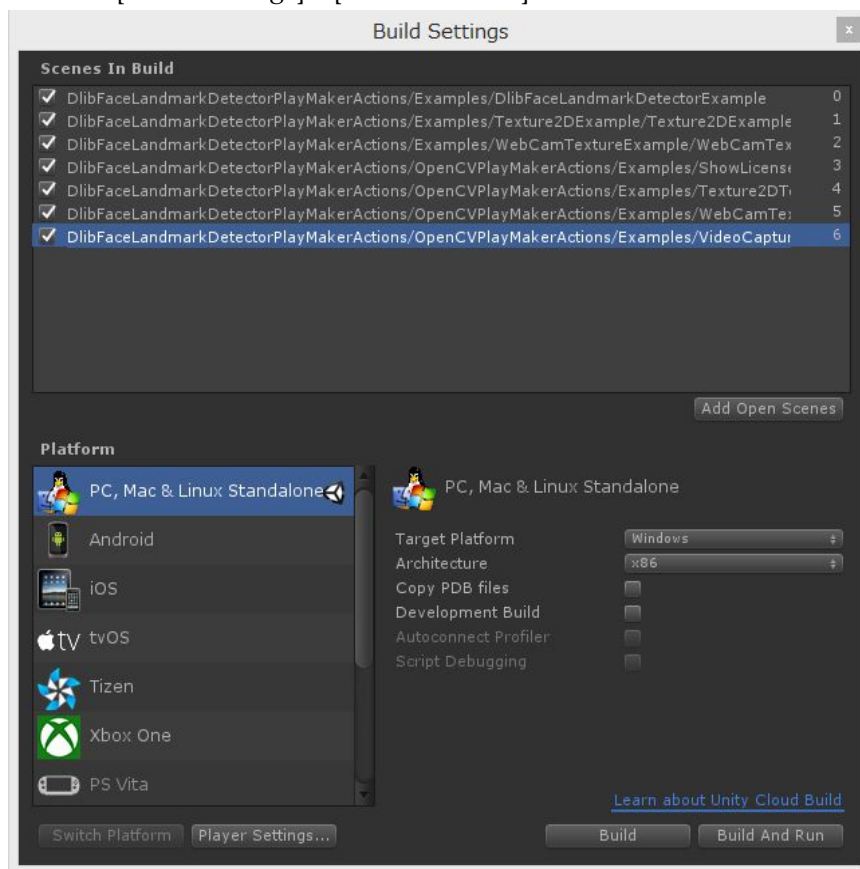 Build Settings
x
Scenes In Build
DlibFaceLandmarkDetectorPlayMakerActions/Examples/DlibFaceLandmarkDetectorExample 0
DlibFaceLandmarkDetectorPlayMakerActions/Examples/Texture2DExample/Texture2DExample 1
DlibFaceLandmarkDetectorPlayMakerActions/Examples/WebCamTextureExample/WebCamTex 2
DlibFaceLandmarkDetectorPlayMakerActions/OpenCVPlayMakerActions/Examples/ShowLicense 3
DlibFaceLandmarkDetectorPlayMakerActions/OpenCVPlayMakerActions/Examples/Texture2DT 4
DlibFaceLandmarkDetectorPlayMakerActions/OpenCVPlayMakerActions/Examples/WebCamTe 5
DlibFaceLandmarkDetectorPlayMakerActions/OpenCVPlayMakerActions/Examples/VideoCaptur 6
Add Open Scenes
Platform
PC, Mac & Linux Standalone
Android
iOS
tv tvOS
Tizen
Xbox One
PS Vita
PC, Mac & Linux Standalone
Target Platform Windows
Architecture x86
Copy PDB files
Development Build
Autoconnect Profiler
Script Debugging
Learn about Unity Cloud Build
Switch Platform Player Settings... Build Build And Run